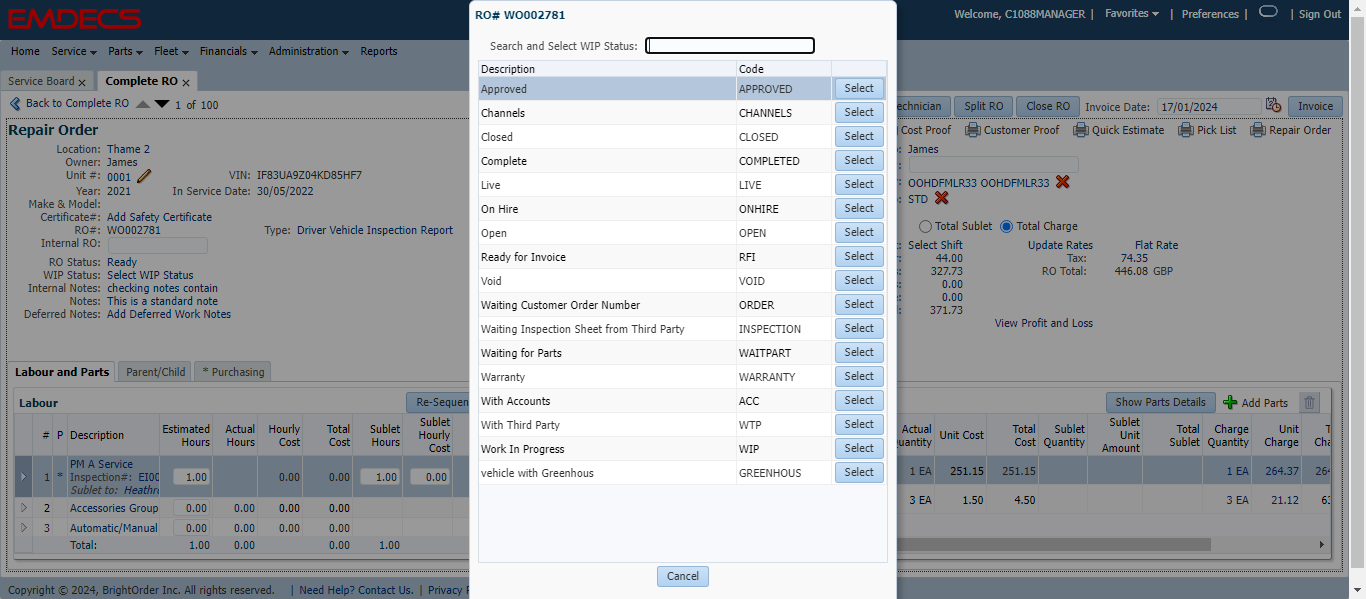 EMDECS
Welcome, C1088MANAGER | Favorites | Preferences | | Sign Out
Home Service Parts Fleet Financials Administration Reports
Service Board x Complete RO x
Back to Complete RO 1 of 100
echnician Split RO Close RO Invoice Date: 17/01/2024 Invoice
Repair Order
Cost Proof Customer Proof Quick Estimate Pick List Repair Order
Location: Thame 2
Owner: James
Unit #: 0001 VIN: IF83UA9Z04KD85HF7
Year: 2021 In Service Date: 30/05/2022
Make & Model:
Certificate#: Add Safety Certificate
RO#: WO002781 Type: Driver Vehicle Inspection Report
Internal RO:
RO Status: Ready
WIP Status: Select WIP Status
Internal Notes: checking notes contain
Notes: This is a standard note
Deferred Notes: Add Deferred Work Notes
James
OOHDFMLR33 OOHDFMLR33
STD
Total Sublet Total Charge
Select Shift Update Rates Flat Rate
44.00 Tax: 74.35
327.73 RO Total: 446.08 GBP
0.00
0.00
371.73
View Profit and Loss
RO# WO002781
Search and Select WIP Status:
Description Code
Approved APPROVED Select
Channels CHANNELS Select
Closed CLOSED Select
Complete COMPLETED Select
Live LIVE Select
On Hire ONHIRE Select
Open OPEN Select
Ready for Invoice RFI Select
Void VOID Select
Waiting Customer Order Number ORDER Select
Waiting Inspection Sheet from Third Party INSPECTION Select
Waiting for Parts WAITPART Select
Warranty WARRANTY Select
With Accounts ACC Select
With Third Party WTP Select
Work In Progress WIP Select
vehicle with Greenhous GREENHOUS Select
Cancel
Labour and Parts Parent/Child * Purchasing
Labour Re-Sequen
# P Description Estimated Hours Actual Hours Hourly Cost Total Cost Sublet Hours Sublet Hourly Cost
1 * PM A Service 1.00 0.00 0.00 1.00 0.00
Inspection#: EI00
Sublet to: Heathr
2 Accessories Group 0.00 0.00 0.00 0.00
3 Automatic/Manual 0.00 0.00 0.00 0.00
Total: 1.00 0.00 0.00 1.00
Show Parts Details Add Parts
Actual Quantity Unit Cost Total Cost Sublet Quantity Sublet Unit Amount Total Sublet Charge Quantity Unit Charge
1 EA 251.15 251.15 1 EA 264.37 264
3 EA 1.50 4.50 3 EA 21.12 63
Copyright © 2024, BrightOrder Inc. All rights reserved. | Need Help? Contact Us. | Privacy